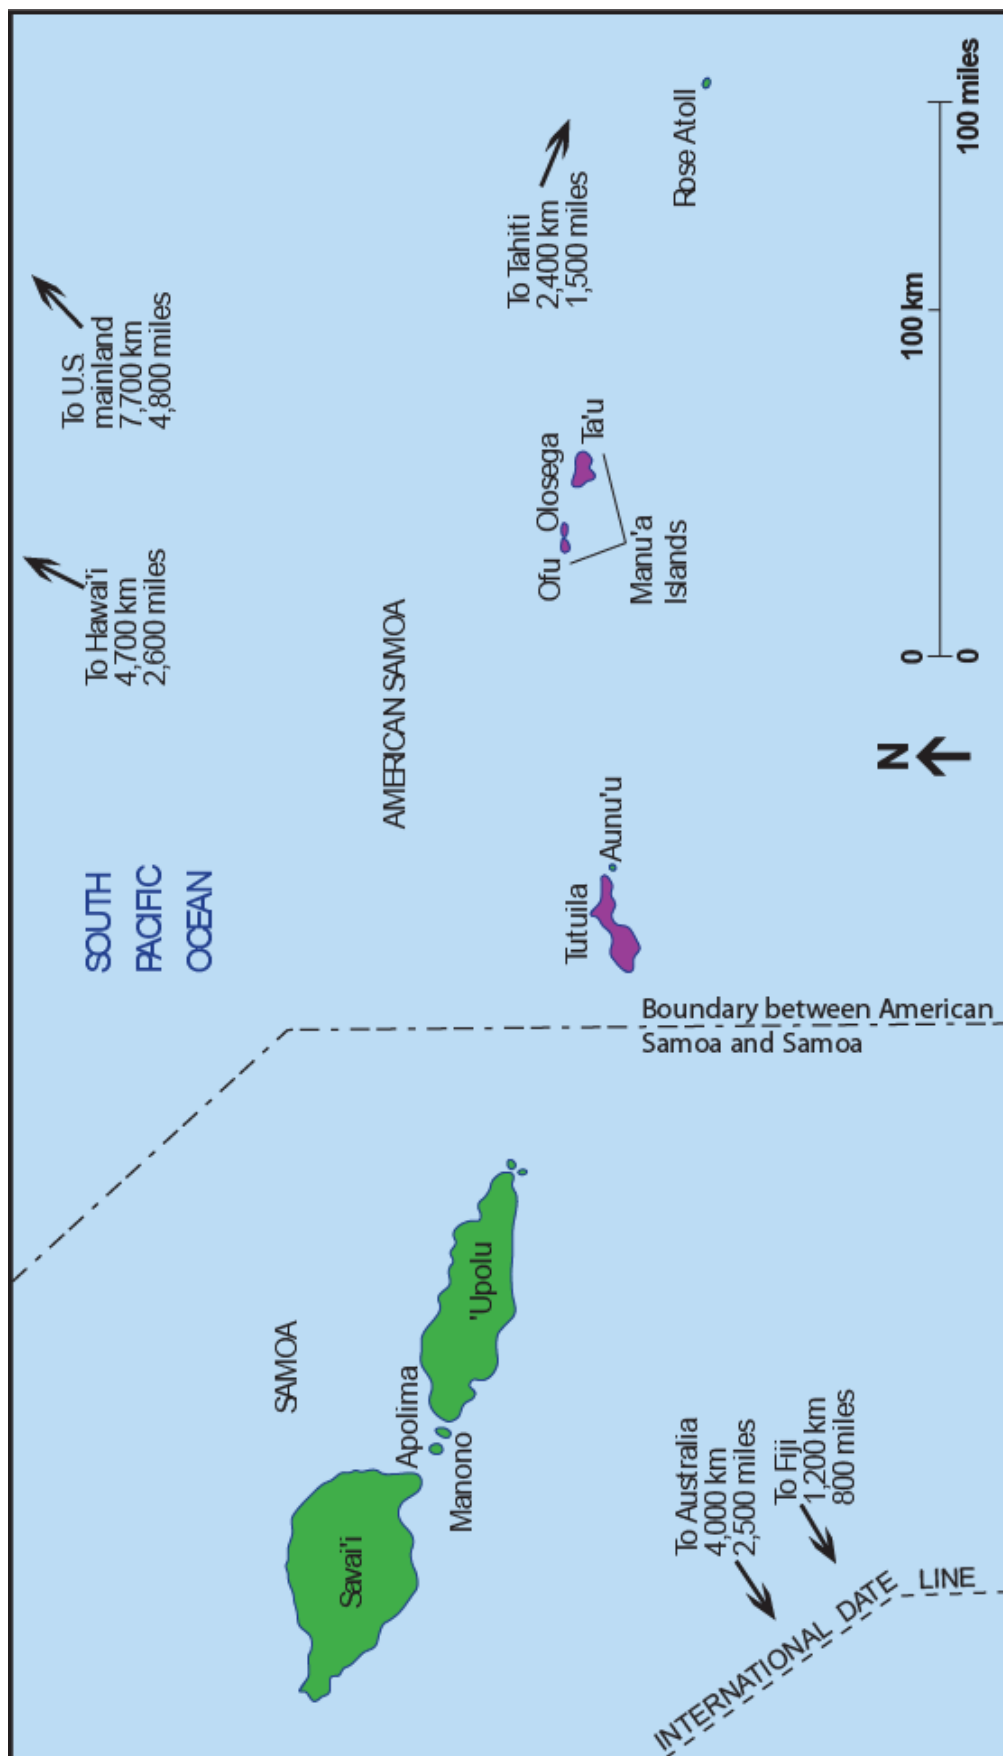 SOUTH
PACIFIC
OCEAN
To Hawai'i
4,700 km
2,600 miles
To U.S.
mainland
7,700 km
4,800 miles
SAMOA
AMERICAN SAMOA
Savai'i
Apolima
Manono
'Upolu
Tutuila
Aunu'u
Ofu
Olosega
Ta'u
Manu'a
Islands
To Tahiti
2,400 km
1,500 miles
Rose Atoll
Boundary between American
Samoa and Samoa
To Australia
4,000 km
2,500 miles
To Fiji
1,200 km
800 miles
INTERNATIONAL DATE LINE
N
0
100 km
0
100 miles